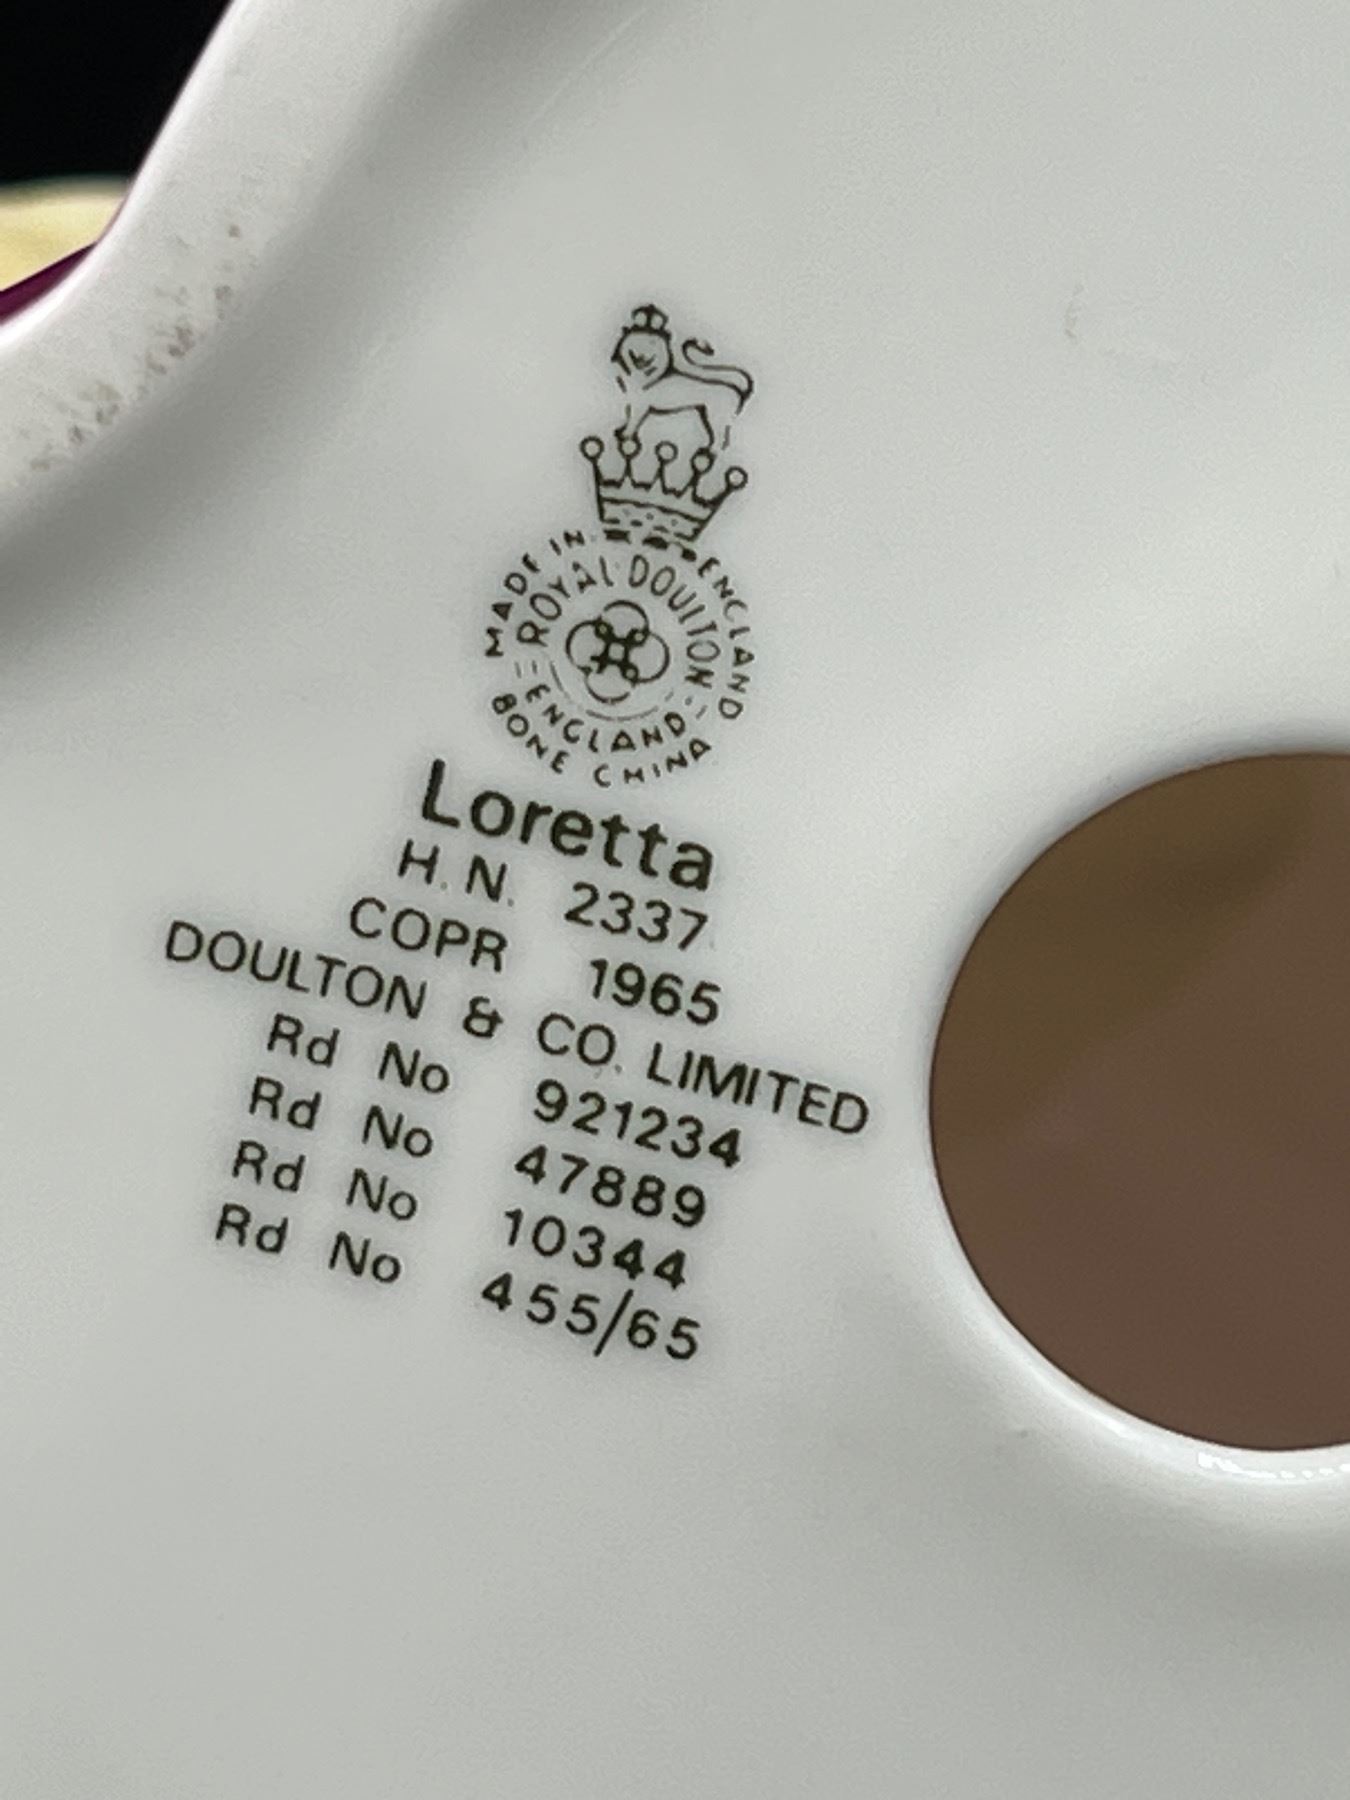 MADE IN ENGLAND
ROYAL DOULTON
ENGLAND
BONE CHINA
Loretta
H. N. 2337
COPR 1965
DOULTON & CO. LIMITED
Rd No 921234
Rd No 47889
Rd No 10344
Rd No 455/65